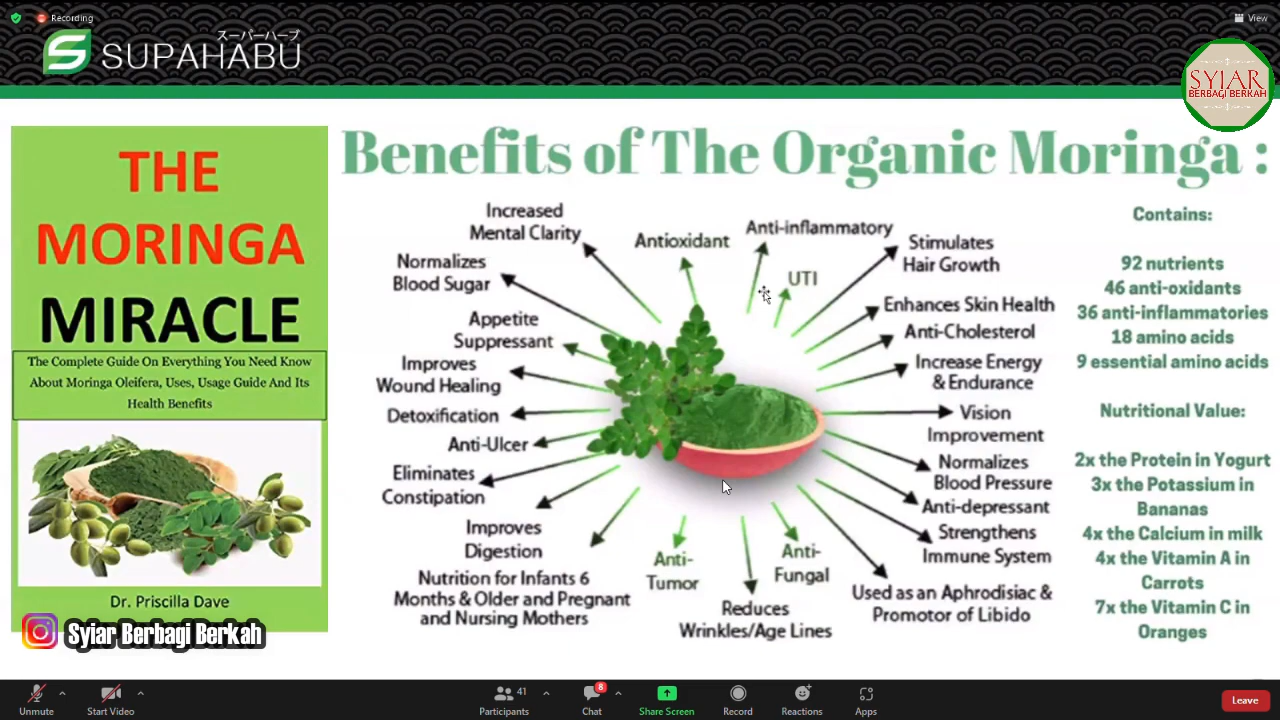 Recording
View
スーパーハーブ
SUPAHABU
SYIAR
BERBAGI BERKAH
THE
MORINGA
MIRACLE
The Complete Guide On Everything You Need Know
About Moringa Oleifera, Uses, Usage Guide And Its
Health Benefits
Dr. Priscilla Dave
Syiar Berbagi Berkah
Benefits of The Organic Moringa :
Increased
Mental Clarity
Normalizes
Blood Sugar
Appetite
Suppressant
Improves
Wound Healing
Detoxification
Anti-Ulcer
Eliminates
Constipation
Improves
Digestion
Nutrition for Infants 6
Months & Older and Pregnant
and Nursing Mothers
Antioxidant
Anti-inflammatory
UTI
Stimulates
Hair Growth
Enhances Skin Health
Anti-Cholesterol
Increase Energy
& Endurance
Vision
Improvement
Normalizes
Blood Pressure
Anti-depressant
Strengthens
Immune System
Used as an Aphrodisiac &
Promotor of Libido
Anti-
Fungal
Reduces
Wrinkles/Age Lines
Anti-
Tumor
Contains:
92 nutrients
46 anti-oxidants
36 anti-inflammatories
18 amino acids
9 essential amino acids
Nutritional Value:
2x the Protein in Yogurt
3x the Potassium in
Bananas
4x the Calcium in milk
4x the Vitamin A in
Carrots
7x the Vitamin C in
Oranges
Unmute
Start Video
41
Participants
8
Chat
Share Screen
Record
Reactions
Apps
Leave